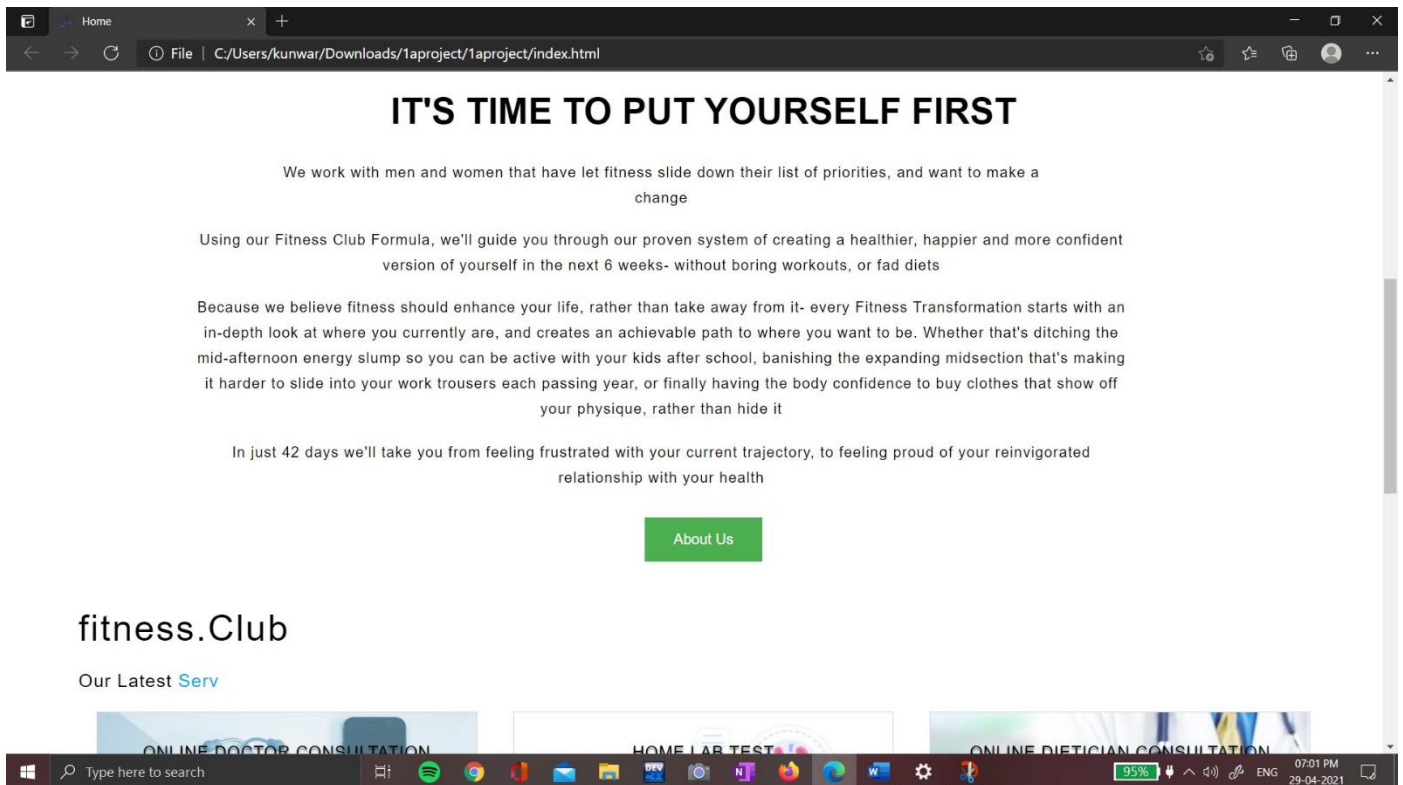 Home
File | C:/Users/kunwar/Downloads/1aproject/1aproject/index.html
IT'S TIME TO PUT YOURSELF FIRST
We work with men and women that have let fitness slide down their list of priorities, and want to make a
change
Using our Fitness Club Formula, we'll guide you through our proven system of creating a healthier, happier and more confident
version of yourself in the next 6 weeks- without boring workouts, or fad diets
Because we believe fitness should enhance your life, rather than take away from it- every Fitness Transformation starts with an
in-depth look at where you currently are, and creates an achievable path to where you want to be. Whether that's ditching the
mid-afternoon energy slump so you can be active with your kids after school, banishing the expanding midsection that's making
it harder to slide into your work trousers each passing year, or finally having the body confidence to buy clothes that show off
your physique, rather than hide it
In just 42 days we'll take you from feeling frustrated with your current trajectory, to feeling proud of your reinvigorated
relationship with your health
About Us
fitness.Club
Our Latest Serv
ONLINE DOCTOR CONSULTATION
HOME LAB TEST
ONLINE DIETICIAN CONSULTATION
Type here to search
DEV
95%
ENG
07:01 PM
29-04-2021